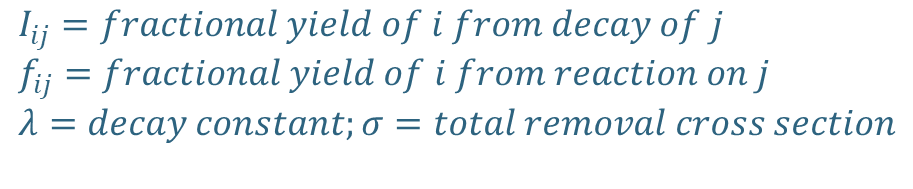 I_{ij} = fractional yield of i from decay of j
f_{ij} = fractional yield of i from reaction on j
λ = decay constant; σ = total removal cross section